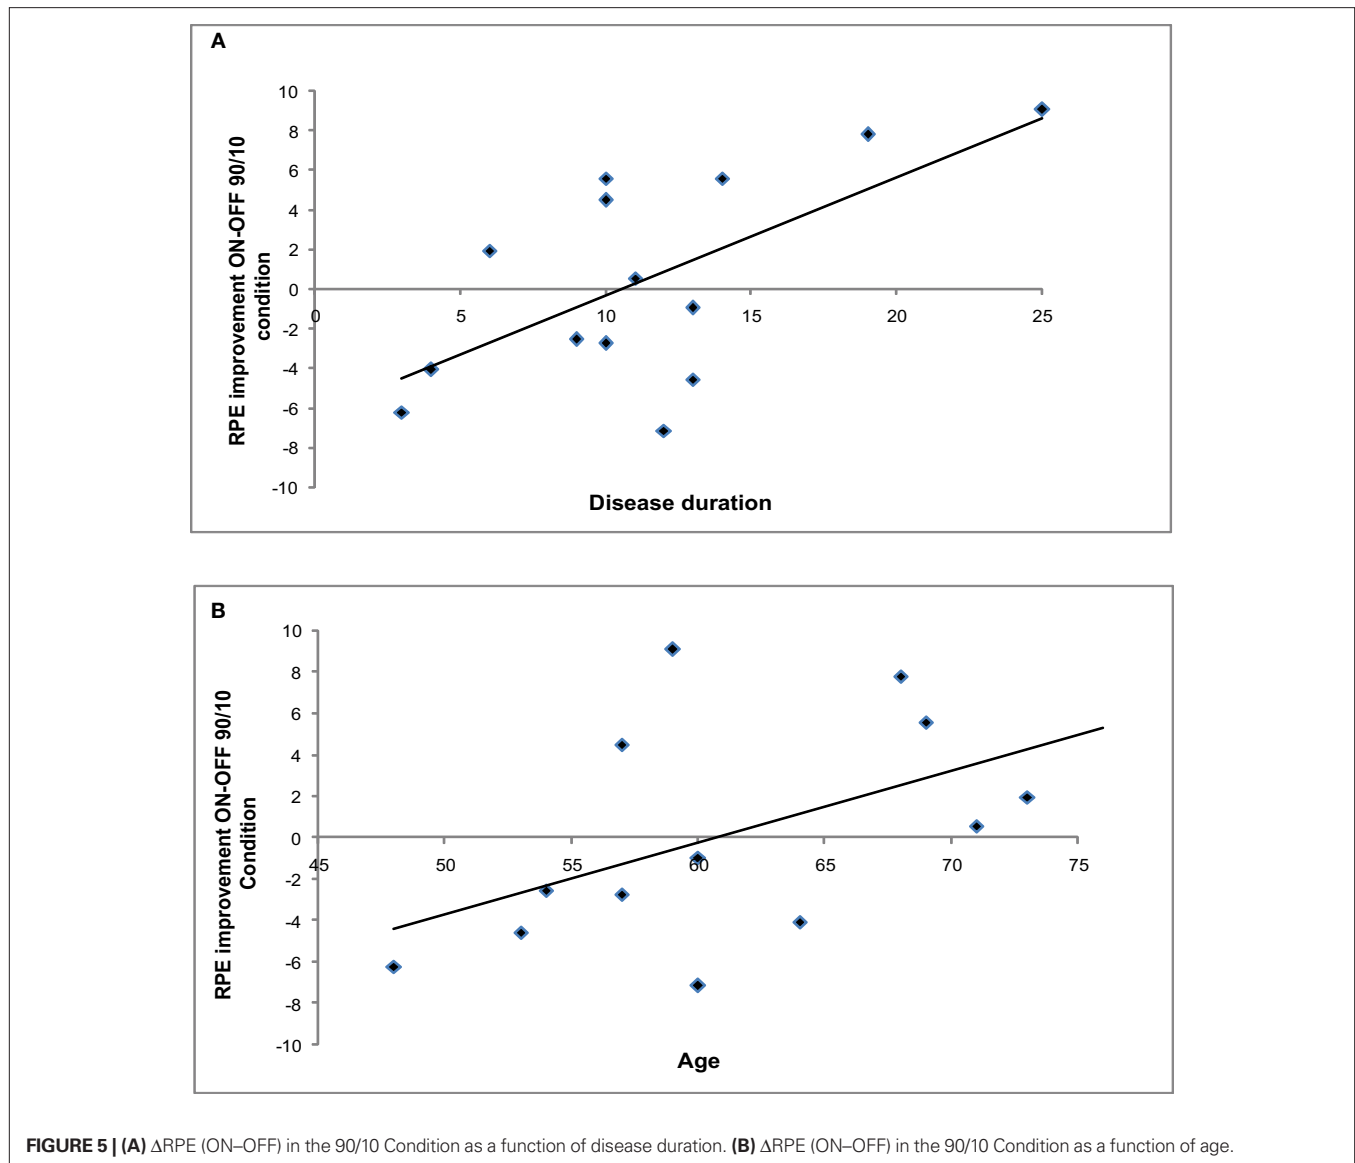 A
10
8
6
4
2
0
-2
-4
-6
-8
-10
0 5 10 15 20 25
RPE improvement ON-OFF 90/10
condition
Disease duration
B
10
8
6
4
2
0
-2
-4
-6
-8
-10
45 50 55 60 65 70 75
RPE improvement ON-OFF 90/10
Condition
Age
FIGURE 5 | (A) ΔRPE (ON–OFF) in the 90/10 Condition as a function of disease duration. (B) ΔRPE (ON–OFF) in the 90/10 Condition as a function of age.